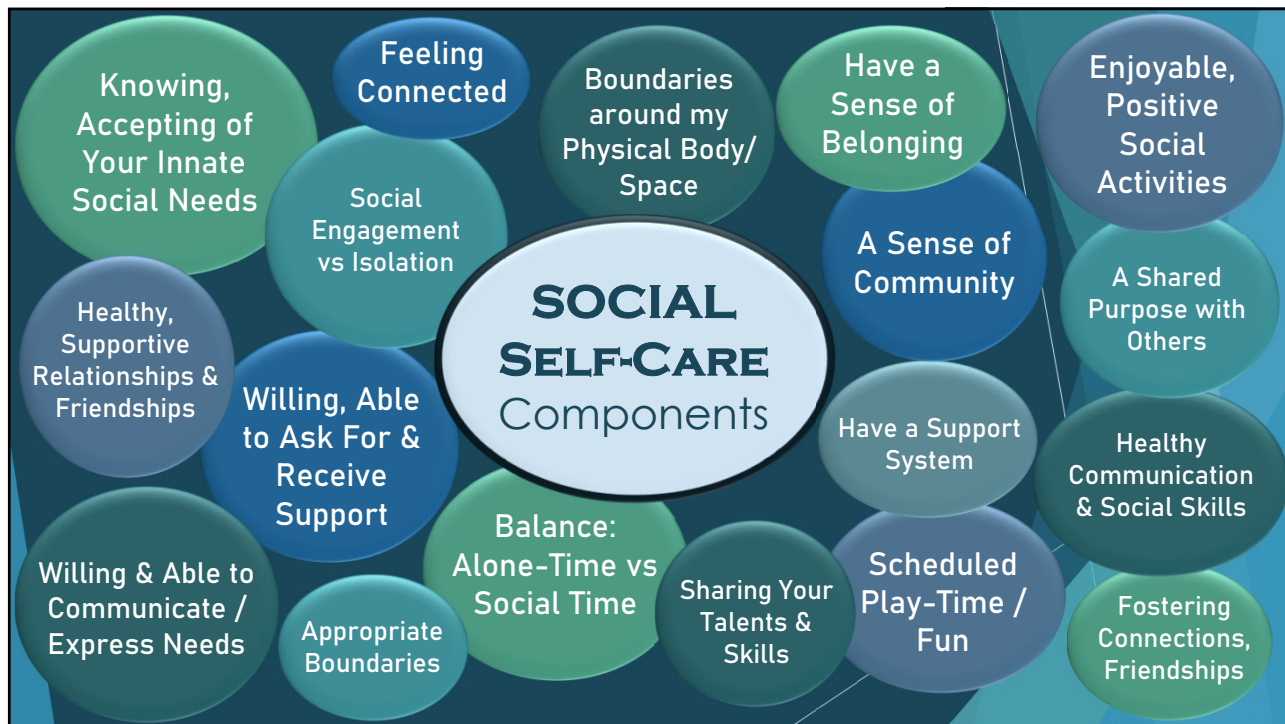 Knowing,
Accepting of
Your Innate
Social Needs
Feeling
Connected
Boundaries
around my
Physical Body/
Space
Have a
Sense of
Belonging
Enjoyable,
Positive
Social
Activities
Social
Engagement
vs Isolation
A Sense of
Community
A Shared
Purpose with
Others
Healthy,
Supportive
Relationships &
Friendships
SOCIAL
SELF-CARE
Components
Willing, Able
to Ask For &
Receive
Support
Have a Support
System
Healthy
Communication
& Social Skills
Willing & Able to
Communicate /
Express Needs
Appropriate
Boundaries
Balance:
Alone-Time vs
Social Time
Sharing Your
Talents &
Skills
Scheduled
Play-Time /
Fun
Fostering
Connections,
Friendships